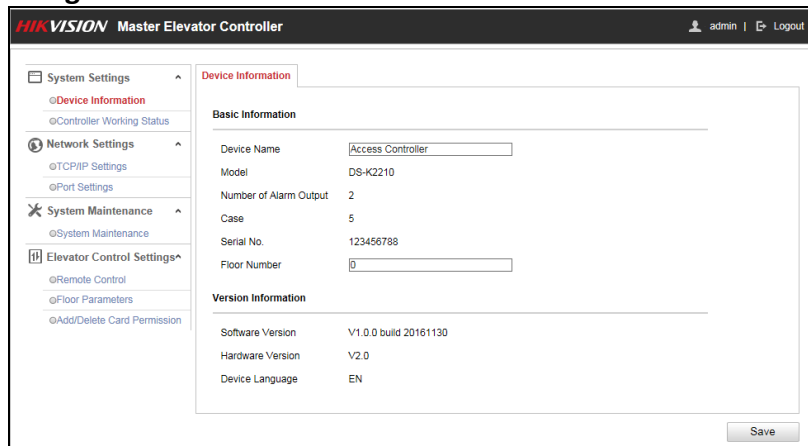 HIKVISION Master Elevator Controller
admin | Logout
System Settings
Device Information
Controller Working Status
Network Settings
TCP/IP Settings
Port Settings
System Maintenance
System Maintenance
Elevator Control Settings
Remote Control
Floor Parameters
Add/Delete Card Permission
Device Information
Basic Information
Device Name Access Controller
Model DS-K2210
Number of Alarm Output 2
Case 5
Serial No. 123456788
Floor Number 0
Version Information
Software Version V1.0.0 build 20161130
Hardware Version V2.0
Device Language EN
Save